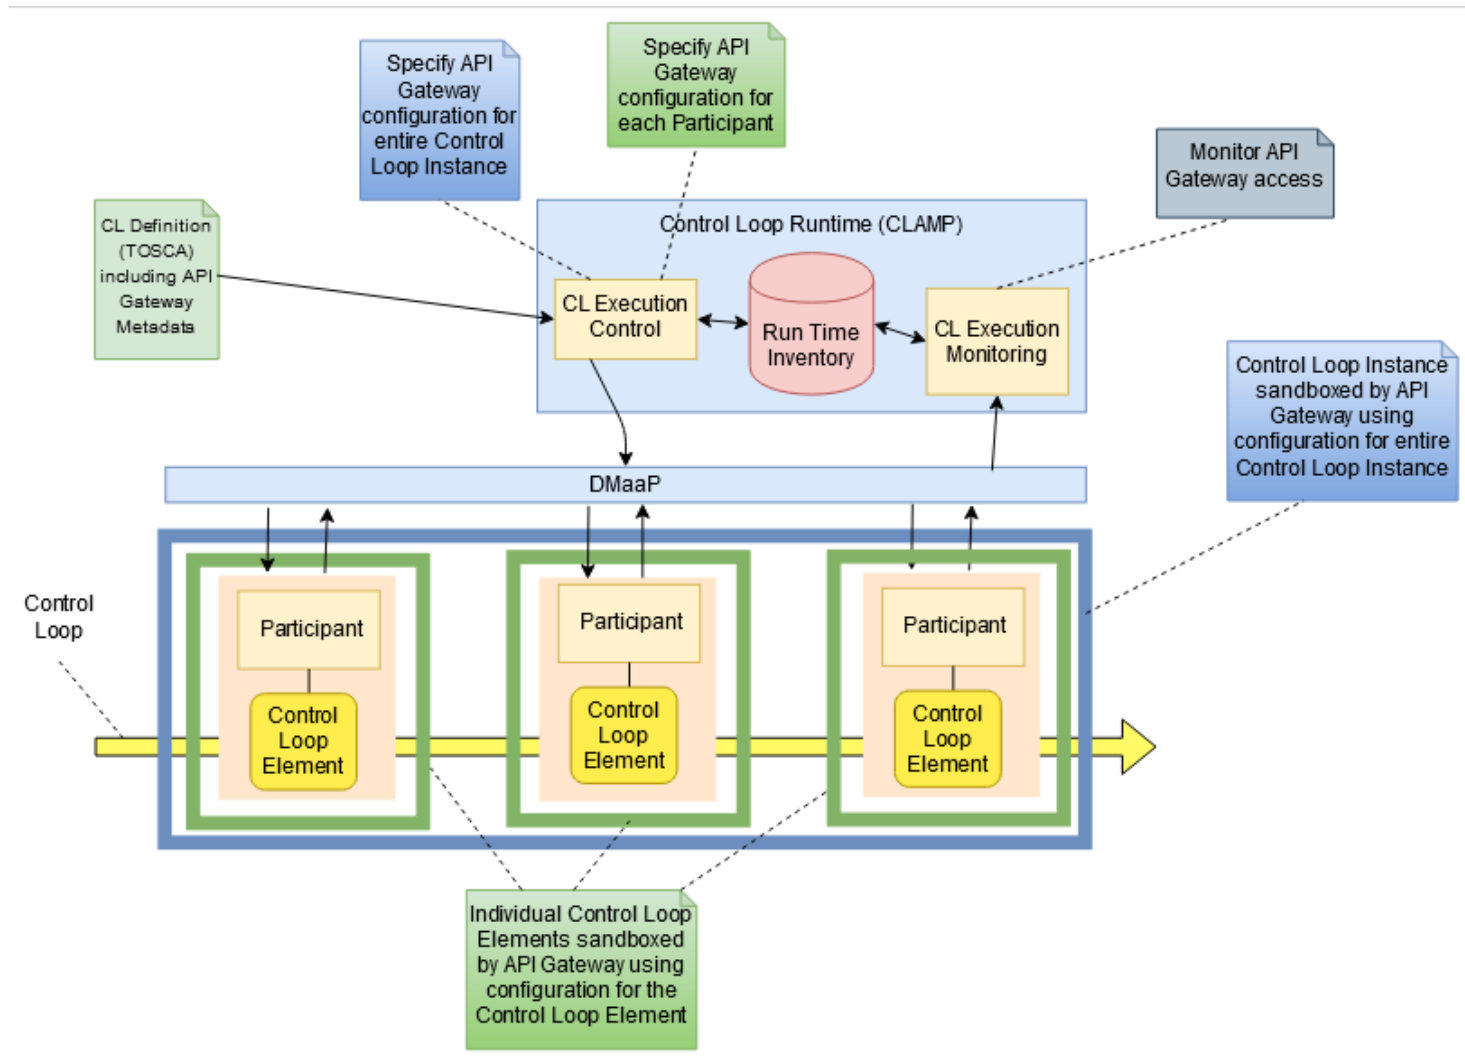 Specify API
Gateway
configuration for
entire Control
Loop Instance
Specify API
Gateway
configuration for
each Participant
Monitor API
Gateway access
CL Definition
(TOSCA)
including API
Gateway
Metadata
Control Loop Runtime (CLAMP)
CL Execution
Control
Run Time
Inventory
CL Execution
Monitoring
Control Loop Instance
sandboxed by API
Gateway using
configuration for entire
Control Loop Instance
DMaaP
Control
Loop
Participant
Control
Loop
Element
Participant
Control
Loop
Element
Participant
Control
Loop
Element
Individual Control Loop
Elements sandboxed
by API Gateway using
configuration for the
Control Loop Element